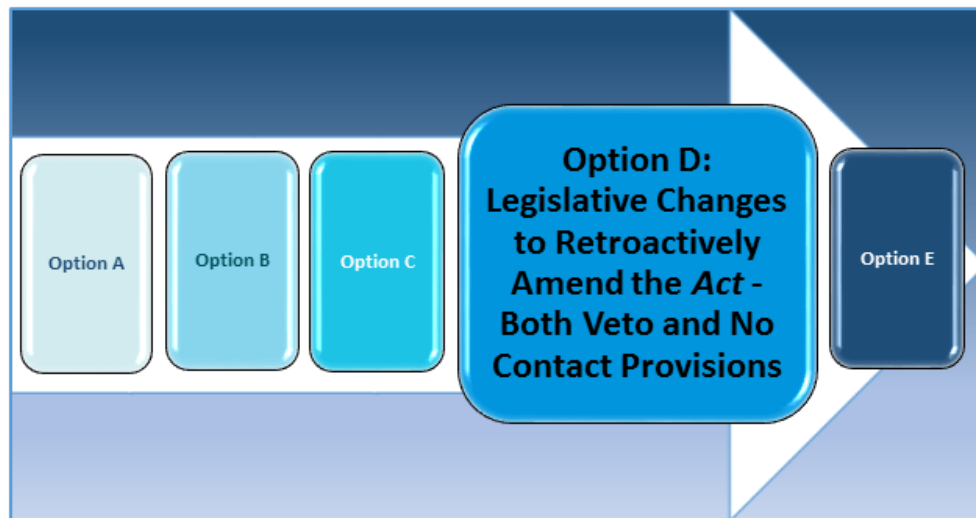 Option A
Option B
Option C
Option D:
Legislative Changes
to Retroactively
Amend the Act -
Both Veto and No
Contact Provisions
Option E